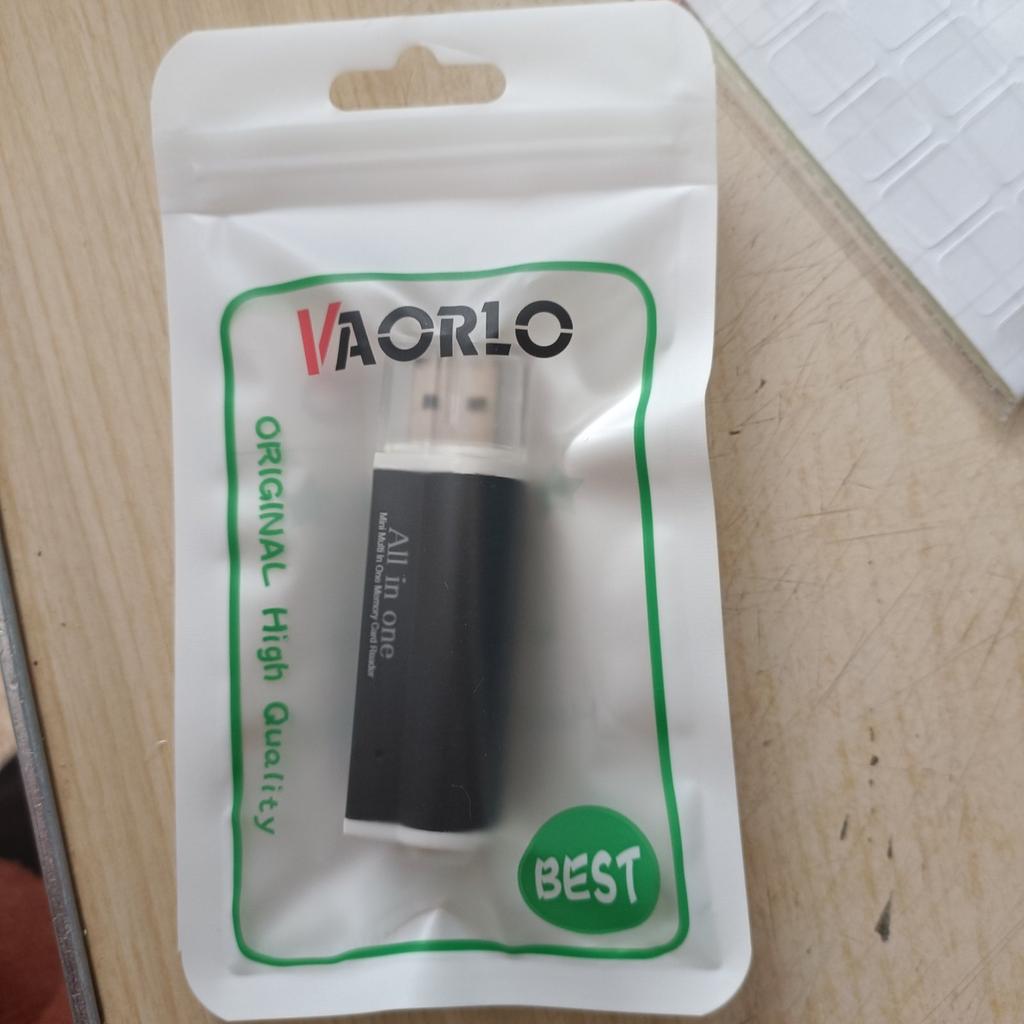 VAORLO
ORIGINAL High Quality
All in one
Mini Multi In One Memory Card Reader
BEST